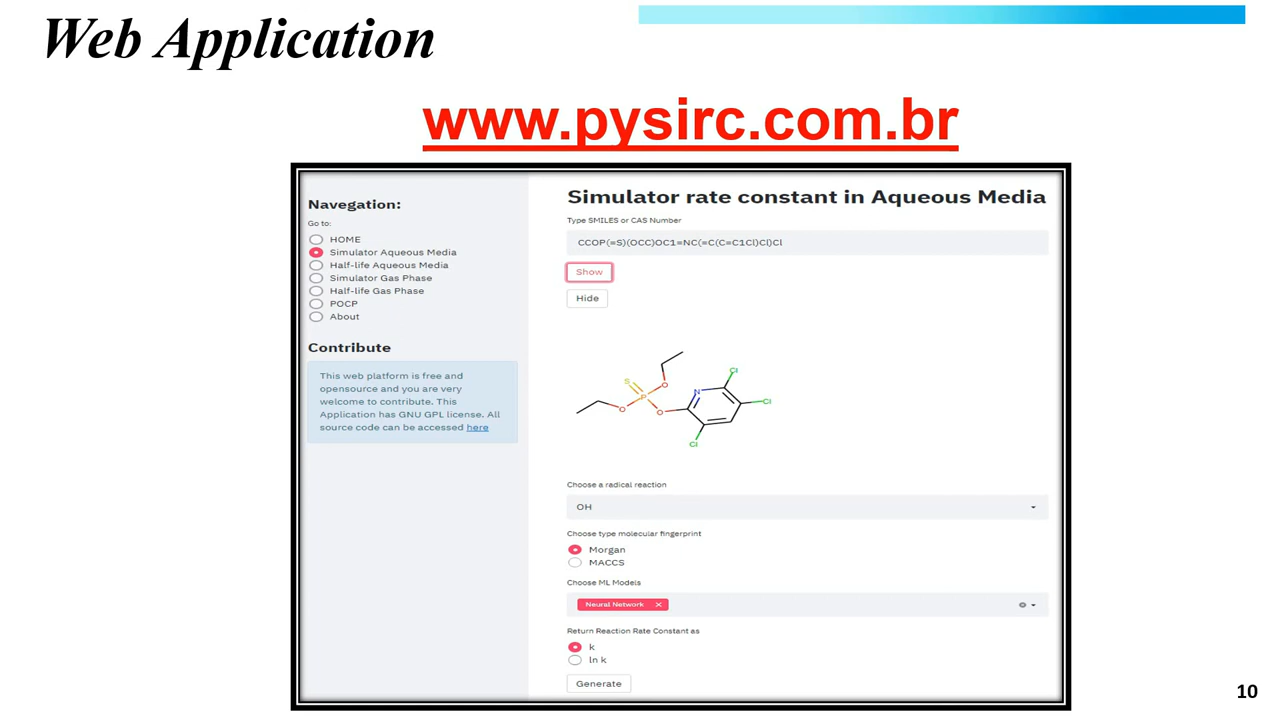 Web Application
www.pysirc.com.br
Navegation:
Go to:
HOME
Simulator Aqueous Media
Half-life Aqueous Media
Simulator Gas Phase
Half-life Gas Phase
POCP
About
Contribute
This web platform is free and
opensource and you are very
welcome to contribute. This
Application has GNU GPL license. All
source code can be accessed here
Simulator rate constant in Aqueous Media
Type SMILES or CAS Number
CCOP(=S)(OCC)OC1=NC(=C(C=C1Cl)Cl)Cl
Show
Hide
Cl
S
O
N
P
Cl
O
O
Cl
Choose a radical reaction
OH
Choose type molecular fingerprint
Morgan
MACCS
Choose ML Models
Neural Network
Return Reaction Rate Constant as
k
ln k
Generate
10